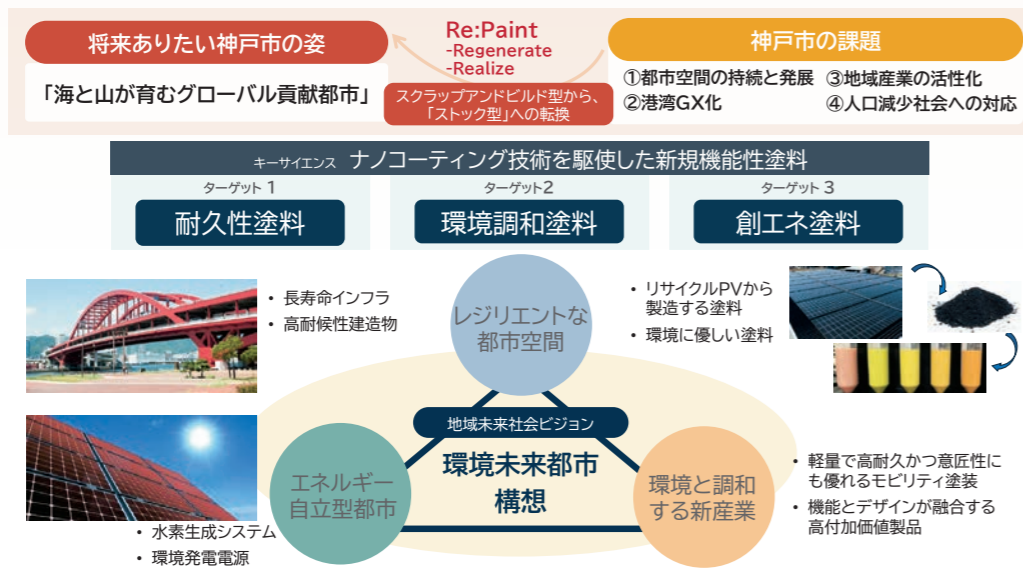 将来ありたい神戸市の姿
「海と山が育むグローバル貢献都市」
Re:Paint
-Regenerate
-Realize
スクラップアンドビルド型から、
「ストック型」への転換
神戸市の課題
①都市空間の持続と発展 ③地域産業の活性化
②港湾GX化 ④人口減少社会への対応
キーサイエンス ナノコーティング技術を駆使した新規機能性塗料
ターゲット 1
耐久性塗料
ターゲット2
環境調和塗料
ターゲット 3
創エネ塗料
• 長寿命インフラ
• 高耐候性建造物
レジリエントな
都市空間
• リサイクルPVから
製造する塗料
• 環境に優しい塗料
地域未来社会ビジョン
環境未来都市
構想
エネルギー
自立型都市
• 水素生成システム
• 環境発電電源
環境と調和
する新産業
• 軽量で高耐久かつ意匠性に
も優れるモビリティ塗装
• 機能とデザインが融合する
高付加価値製品